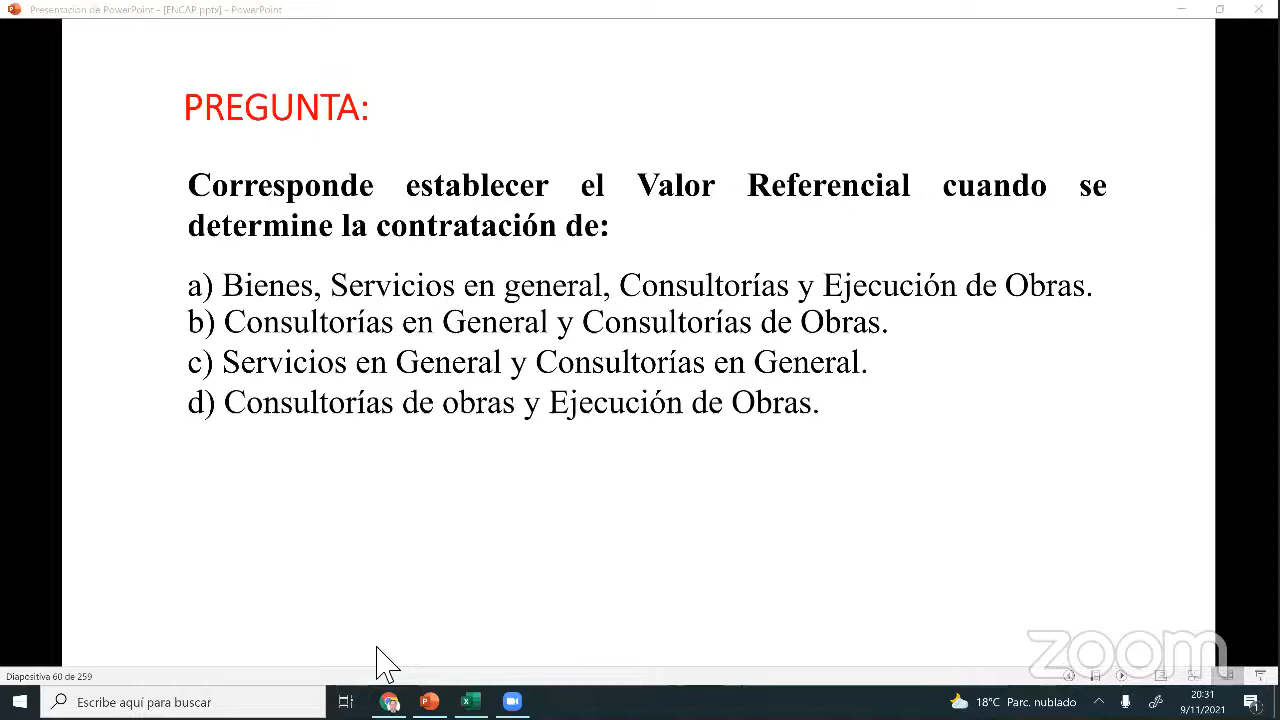 Presentación de PowerPoint - [ENCAP.pptx] - PowerPoint
PREGUNTA:
Corresponde establecer el Valor Referencial cuando se
determine la contratación de:
a) Bienes, Servicios en general, Consultorías y Ejecución de Obras.
b) Consultorías en General y Consultorías de Obras.
c) Servicios en General y Consultorías en General.
d) Consultorías de obras y Ejecución de Obras.
zoom
Diapositiva 60 de 259
Escribe aquí para buscar
18°C Parc. nublado
20:31
9/11/2021
1